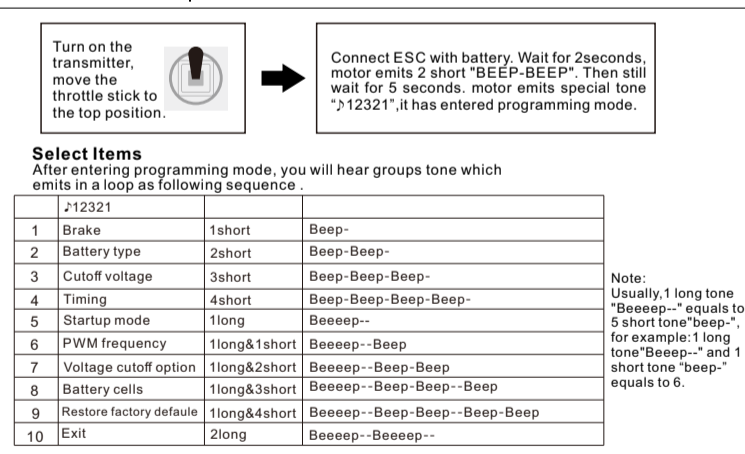 Turn on the
transmitter,
move the
throttle stick to
the top position.
Connect ESC with battery. Wait for 2seconds,
motor emits 2 short "BEEP-BEEP". Then still
wait for 5 seconds. motor emits special tone
“♪12321”,it has entered programming mode.
Select Items
After entering programming mode, you will hear groups tone which
emits in a loop as following sequence .
♪12321
1 Brake 1short Beep-
2 Battery type 2short Beep-Beep-
3 Cutoff voltage 3short Beep-Beep-Beep-
4 Timing 4short Beep-Beep-Beep-Beep-
5 Startup mode 1long Beeeep--
6 PWM frequency 1long&1short Beeeep--Beep
7 Voltage cutoff option 1long&2short Beeeep--Beep-Beep
8 Battery cells 1long&3short Beeeep--Beep-Beep--Beep
9 Restore factory defaule 1long&4short Beeeep--Beep-Beep--Beep-Beep
10 Exit 2long Beeeep--Beeeep--
Note:
Usually,1 long tone
"Beeeep--" equals to
5 short tone"beep-",
for example:1 long
tone"Beeep--" and 1
short tone “beep-”
equals to 6.